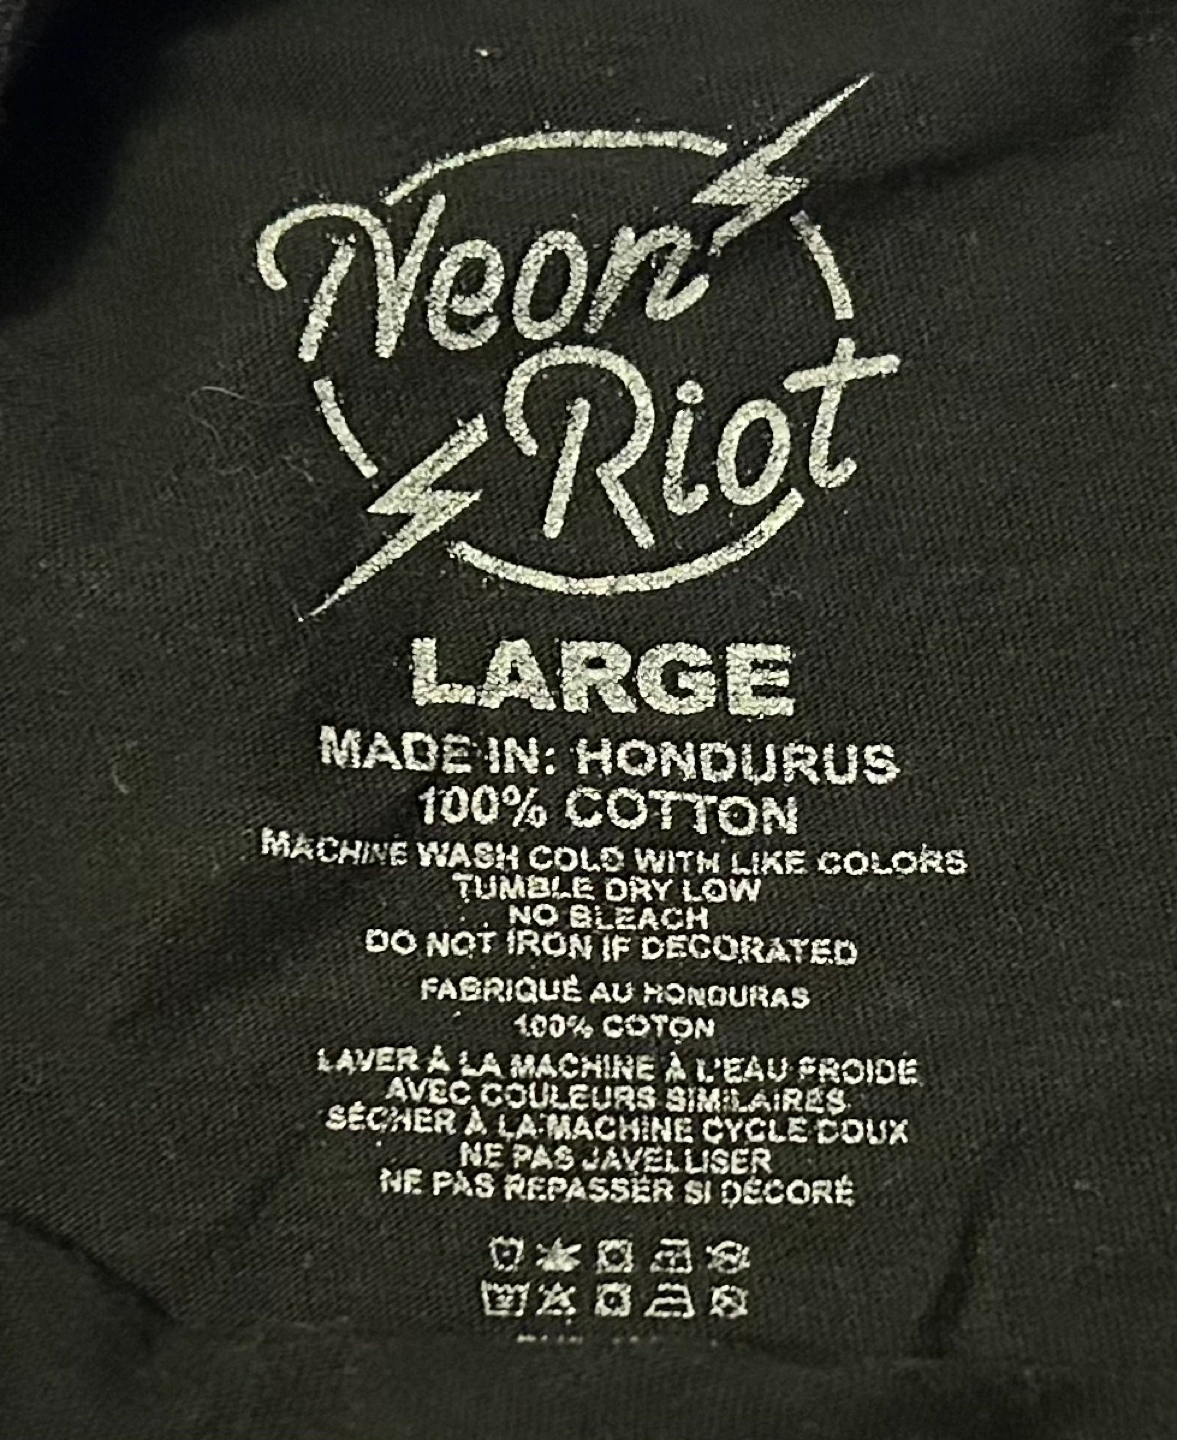 Neon
Riot
LARGE
MADE IN: HONDURUS
100% COTTON
MACHINE WASH COLD WITH LIKE COLORS
TUMBLE DRY LOW
NO BLEACH
DO NOT IRON IF DECORATED
FABRIQUÉ AU HONDURAS
100% COTON
LAVER À LA MACHINE À L'EAU FROIDE
AVEC COULEURS SIMILAIRES
SÉCHER À LA MACHINE CYCLE DOUX
NE PAS JAVELLISER
NE PAS REPASSER SI DÉCORÉ